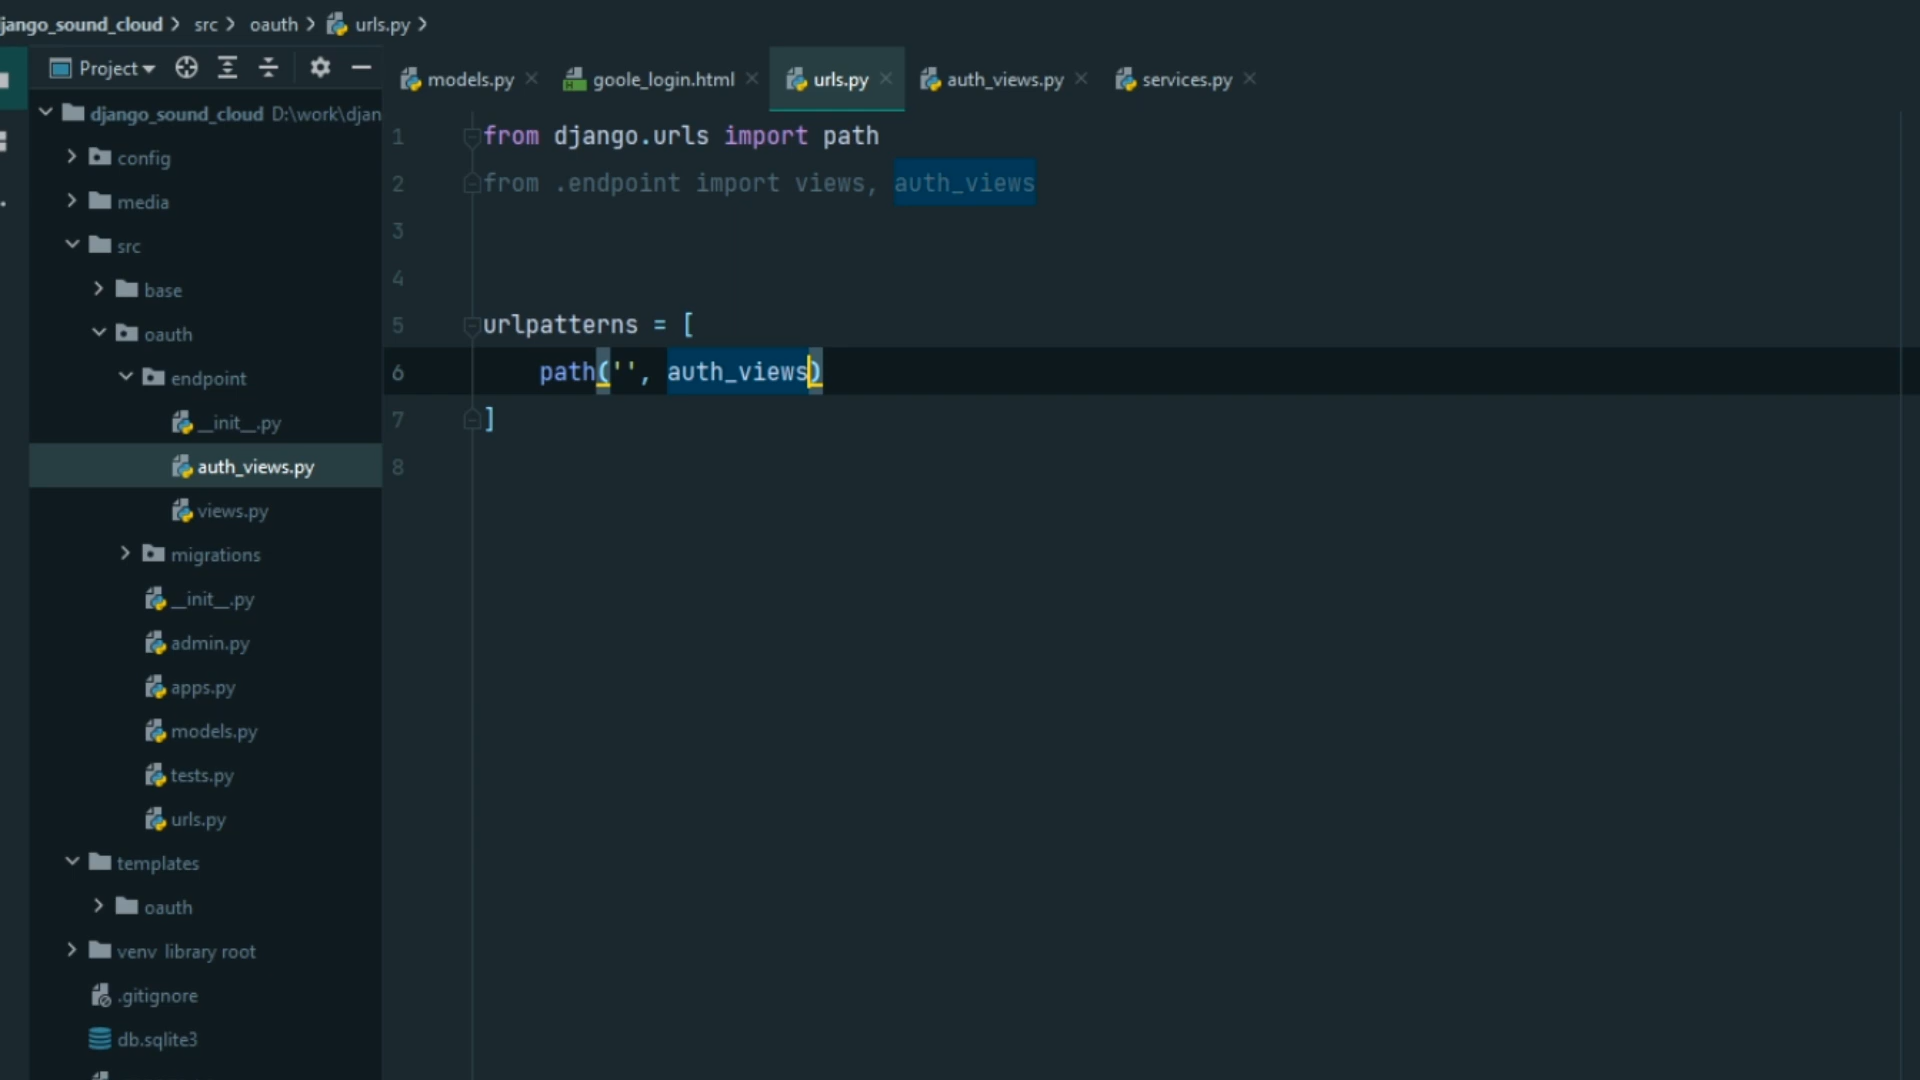 jango_sound_cloud > src > oauth > urls.py >
Project
models.py
goole_login.html
urls.py
auth_views.py
services.py
django_sound_cloud D:\work\djan
config
media
src
base
oauth
endpoint
__init__.py
auth_views.py
views.py
migrations
__init__.py
admin.py
apps.py
models.py
tests.py
urls.py
templates
oauth
venv library root
.gitignore
db.sqlite3
1 from django.urls import path
2 from .endpoint import views, auth_views
3
4
5 urlpatterns = [
6 path('', auth_views)
7 ]
8